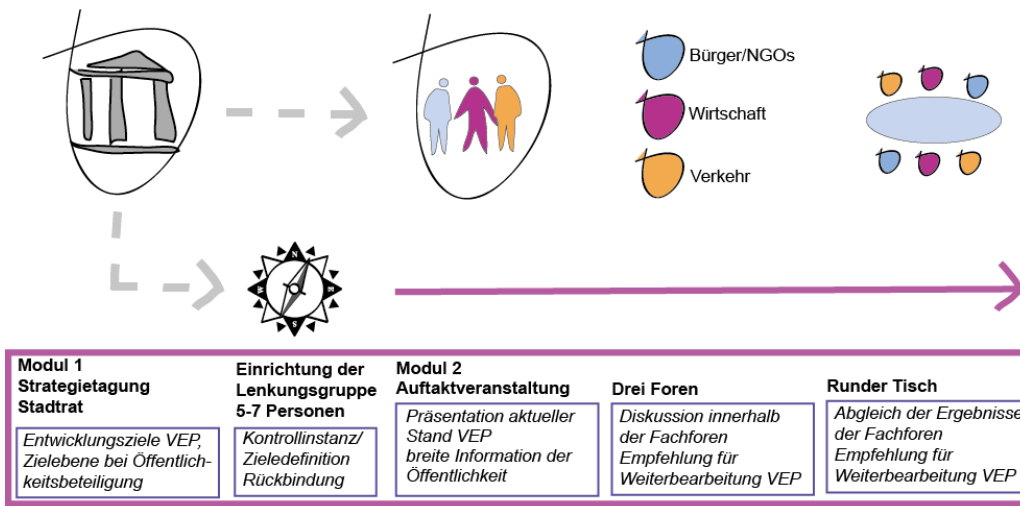 Bürger/NGOs
Wirtschaft
Verkehr
N
E
S
W
Modul 1
Strategietagung
Stadtrat
Entwicklungsziele VEP,
Zielebene bei Öffentlich-
keitsbeteiligung
Einrichtung der
Lenkungsgruppe
5-7 Personen
Kontrollinstanz/
Zieledefinition
Rückbindung
Modul 2
Auftaktveranstaltung
Präsentation aktueller
Stand VEP
breite Information der
Öffentlichkeit
Drei Foren
Diskussion innerhalb
der Fachforen
Empfehlung für
Weiterbearbeitung VEP
Runder Tisch
Abgleich der Ergebnisse
der Fachforen
Empfehlung für
Weiterbearbeitung VEP